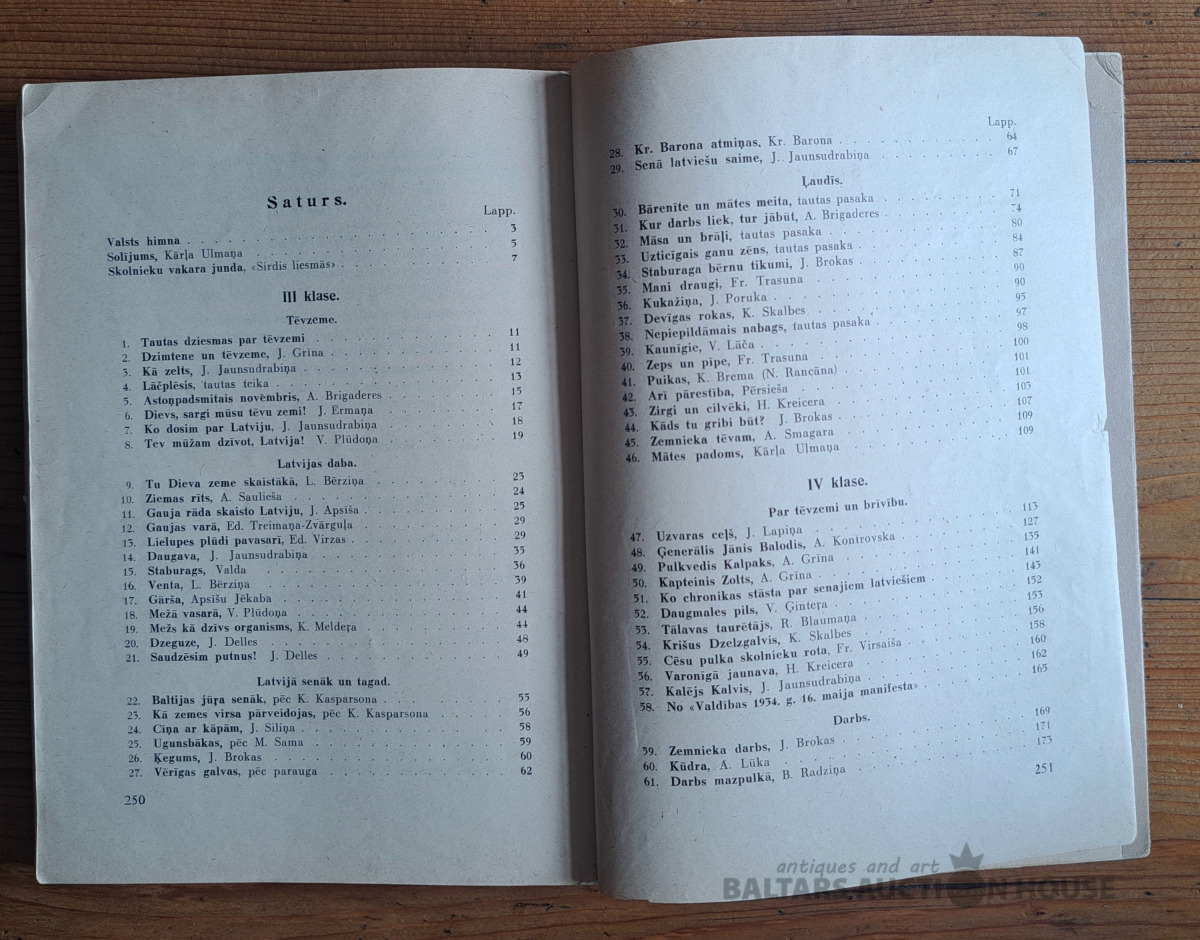 Saturs.
Lapp.
Valsts himna 3
Solījums, Kārļa Ulmaņa 5
Skolnieku vakara junda, «Sirdis liesmās» 7
III klase.
Tēvzeme.
1. Tautas dziesmas par tēvzemi 11
2. Dzimtene un tēvzeme, J. Grīna 11
3. Kā zelts, J. Jaunsudrabiņa 12
4. Lāčplēsis, tautas teika 13
5. Astoņpadsmitais novembris, A. Brigaderes 15
6. Dievs, sargi mūsu tēvu zemi! J. Ermaņa 17
7. Ko dosim par Latviju, J. Jaunsudrabiņa 18
8. Tev mūžam dzīvot, Latvija! V. Plūdoņa 19
Latvijas daba.
9. Tu Dieva zeme skaistākā, L. Bērziņa 23
10. Ziemas rīts, A. Saulieša 24
11. Gauja rāda skaisto Latviju, J. Apsīša 25
12. Gaujas varā, Ed. Treimaņa-Zvārguļa 29
13. Lielupes plūdi pavasarī, Ed. Virzas 29
14. Daugava, J. Jaunsudrabiņa 33
15. Staburags, Valda 36
16. Venta, L. Bērziņa 39
17. Gārša, Apsīšu Jēkaba 41
18. Mežā vasarā, V. Plūdoņa 44
19. Mežs kā dzīvs organisms, K. Meldeŗa 44
20. Dzeguze, J. Delles 48
21. Saudzēsim putnus! J. Delles 49
Latvijā senāk un tagad.
22. Baltijas jūŗa senāk, pēc K. Kasparsona 55
23. Kā zemes virsa pārveidojas, pēc K. Kasparsona 56
24. Cīņa ar kāpām, J. Siliņa 58
25. Ugunsbākas, pēc M. Sama 59
26. Ķegums, J. Brokas 60
27. Vērīgas galvas, pēc parauga 62
250
Lapp.
28. Kr. Barona atmiņas, Kr. Barona 64
29. Senā latviešu saime, J. Jaunsudrabiņa 67
Ļaudis.
30. Bārenīte un mātes meita, tautas pasaka 71
31. Kur darbs liek, tur jābūt, A. Brigaderes 74
32. Māsa un brāļi, tautas pasaka 80
33. Uzticīgais ganu zēns, tautas pasaka 84
34. Staburaga bērnu tikumi, J. Brokas 87
35. Mani draugi, Fr. Trasuna 90
36. Kukažiņa, J. Poruka 90
37. Devīgas rokas, K. Skalbes 95
38. Nepiepildāmais nabags, tautas pasaka 97
39. Kaunīgie, V. Lāča 98
40. Zeps un pīpe, Fr. Trasuna 100
41. Puikas, K. Brema (N. Rancāna) 101
42. Arī pārestība, Pērsieša 101
43. Zirgi un cilvēki, H. Kreicera 103
44. Kāds tu gribi būt? J. Brokas 107
45. Zemnieka tēvam, A. Smagara 109
46. Mātes padoms, Kārļa Ulmaņa 109
IV klase.
Par tēvzemi un brīvību.
47. Uzvaras ceļš, J. Lapiņa 113
48. Ģenerālis Jānis Balodis, A. Kontrovska 127
49. Pulkvedis Kalpaks, A. Grīna 135
50. Kapteinis Zolts, A. Grīna 141
51. Ko chronikas stāsta par senajiem latviešiem 143
52. Daugmales pils, V. Ģinteŗa 152
53. Tālavas taurētājs, R. Blaumaņa 153
54. Krišus Dzelzgalvis, K. Skalbes 156
55. Cēsu pulka skolnieku rota, Fr. Virsaiša 158
56. Varonīgā jaunava, H. Kreicera 160
57. Kalējs Kalvis, J. Jaunsudrabiņa 162
58. No «Valdības 1934. g. 16. maija manifesta» 165
Darbs.
59. Zemnieka darbs, J. Brokas 169
60. Kūdra, A. Lūka 171
61. Darbs mazpulkā, B. Radziņa 173
251
antiques and art
BALTARS AUCTION HOUSE